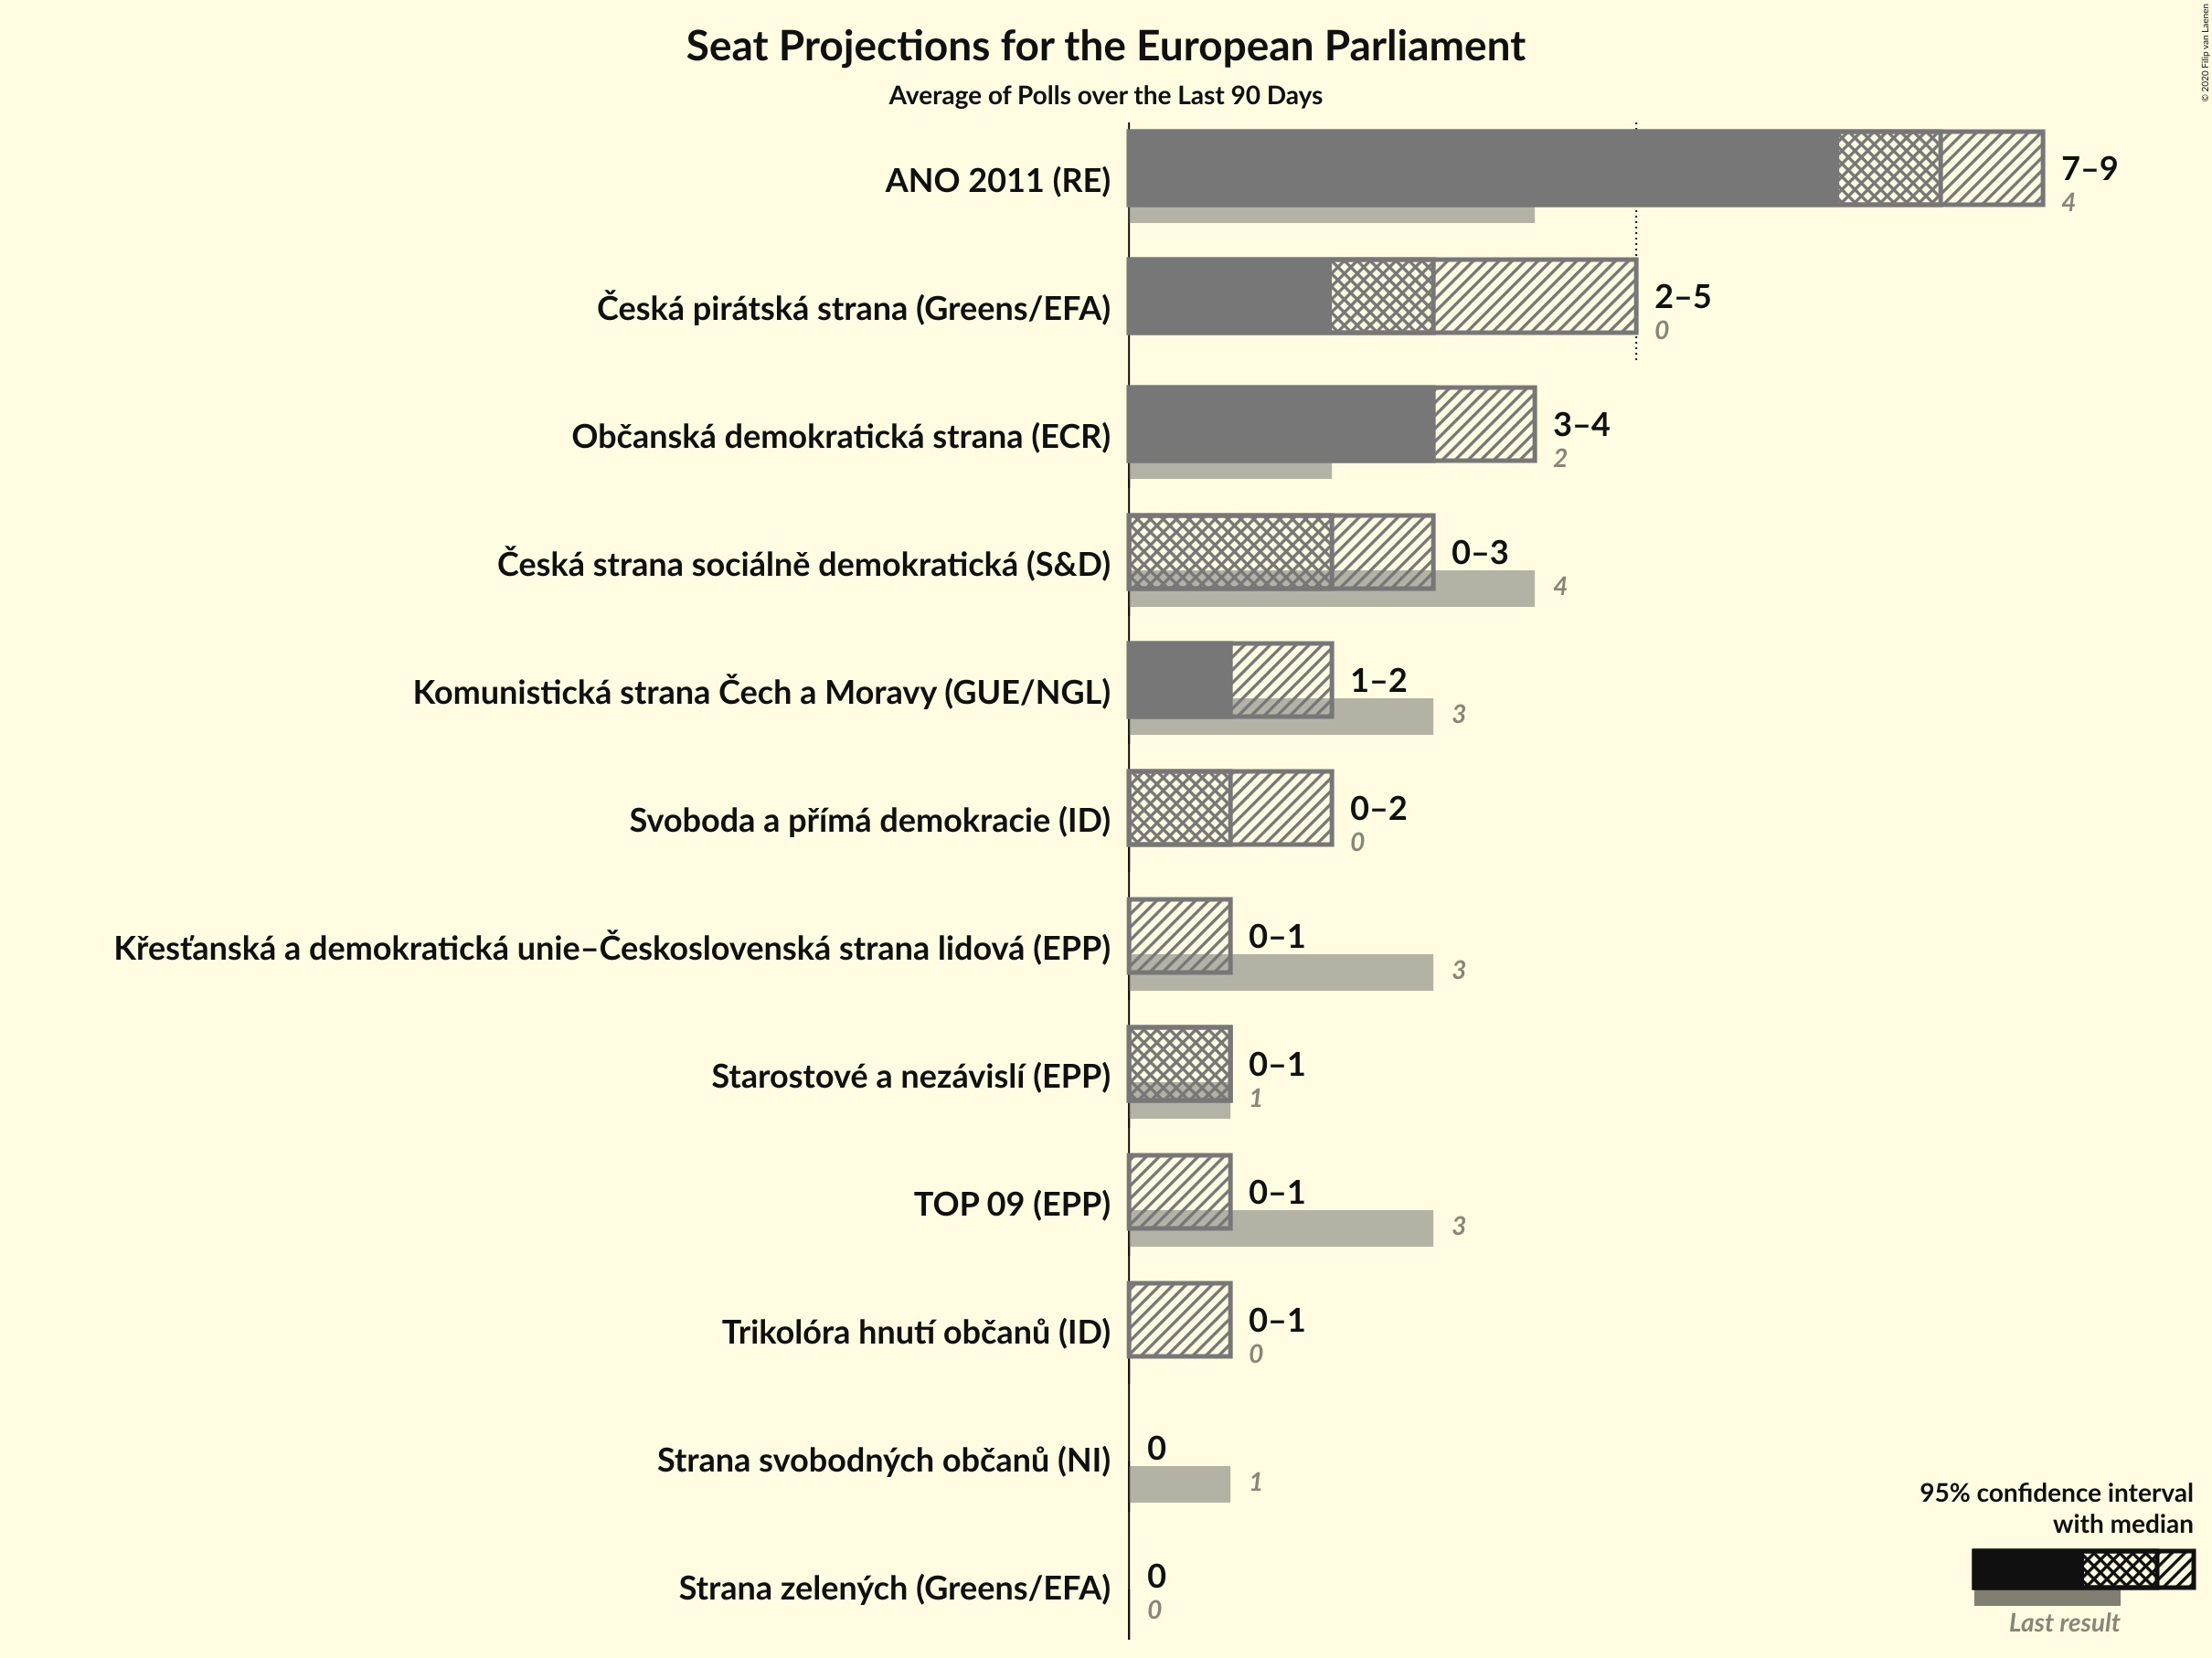 Seat Projections for the European Parliament
Average of Polls over the Last 90 Days
© 2020 Filip van Laenen
ANO 2011 (RE)
7–9
4
Česká pirátská strana (Greens/EFA)
2–5
0
Občanská demokratická strana (ECR)
3–4
2
Česká strana sociálně demokratická (S&D)
0–3
4
Komunistická strana Čech a Moravy (GUE/NGL)
1–2
3
Svoboda a přímá demokracie (ID)
0–2
0
Křesťanská a demokratická unie–Československá strana lidová (EPP)
0–1
3
Starostové a nezávislí (EPP)
0–1
1
TOP 09 (EPP)
0–1
3
Trikolóra hnutí občanů (ID)
0–1
0
Strana svobodných občanů (NI)
0
1
Strana zelených (Greens/EFA)
0
0
95% confidence interval
with median
Last result